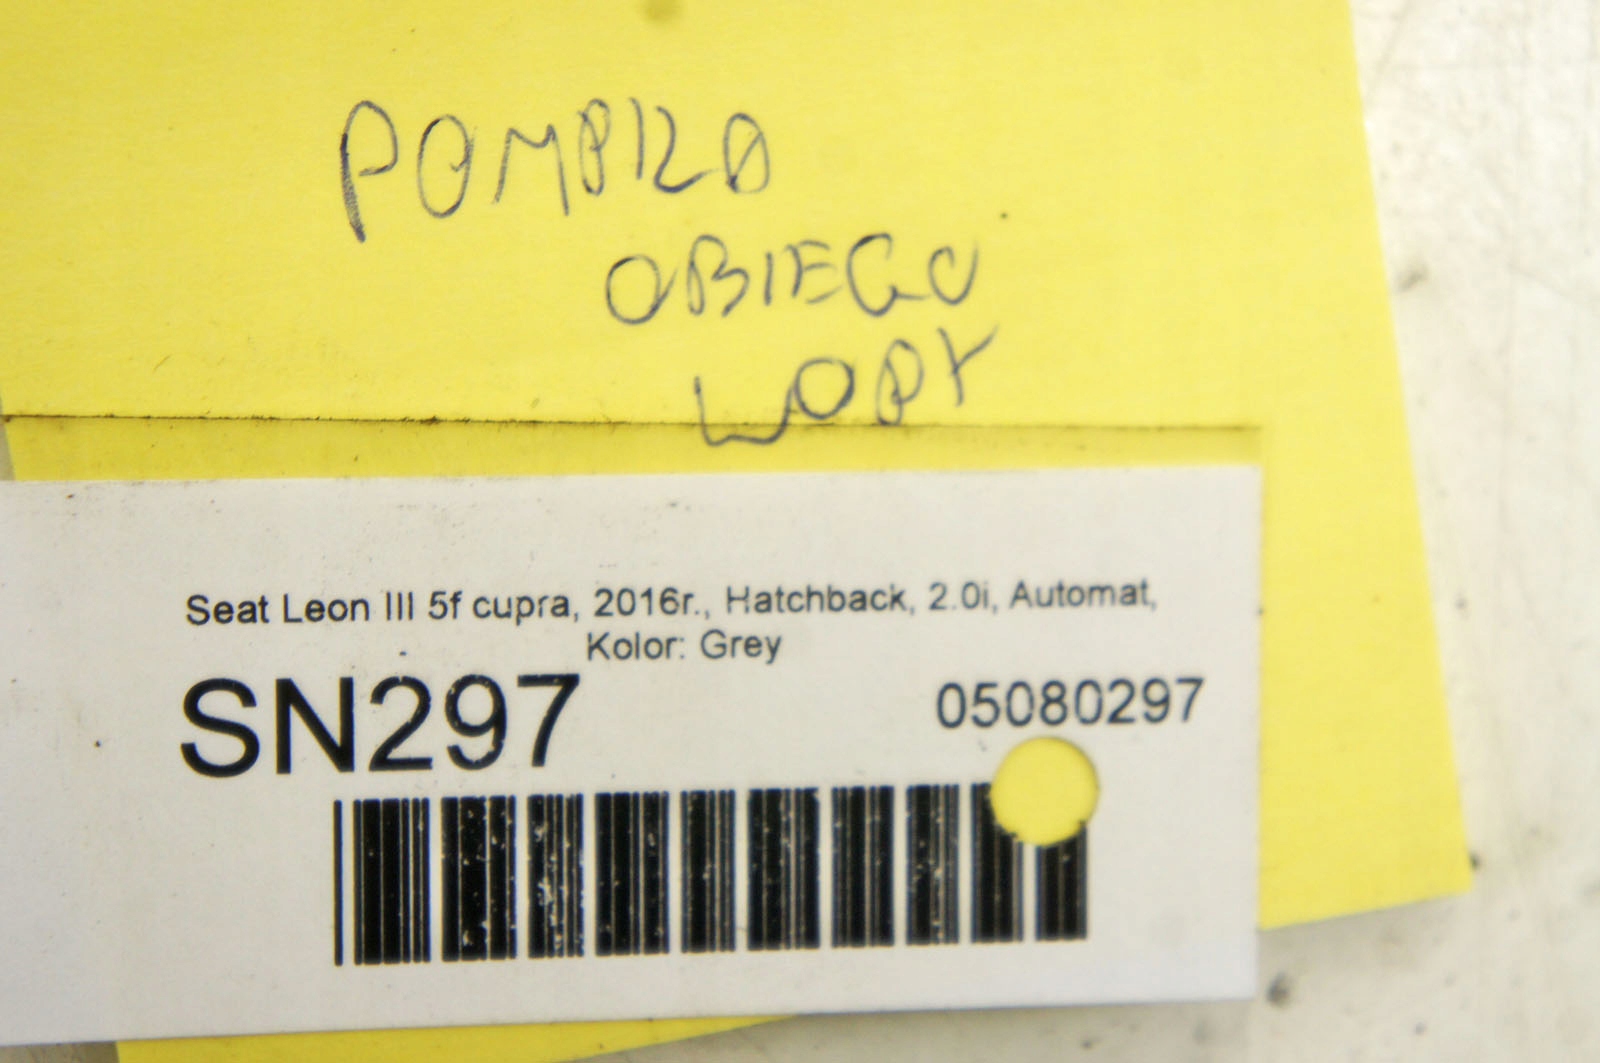 POMPKA
OBIEGU
WODY
Seat Leon III 5f cupra, 2016r., Hatchback, 2.0i, Automat,
Kolor: Grey
SN297
05080297